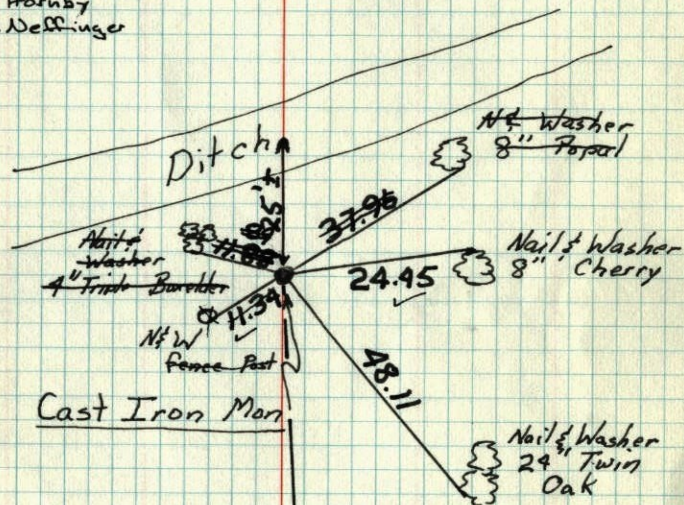 Hornby
Neffinger
N & Washer
8" Popal
Ditch
25'±
37.95
Nail &
Washer
4" Triple Boxelder
Nail & Washer
8" Cherry
24.45
11.34
N & W
fence Post
48.11
Cast Iron Mon
Nail & Washer
24" Twin
Oak